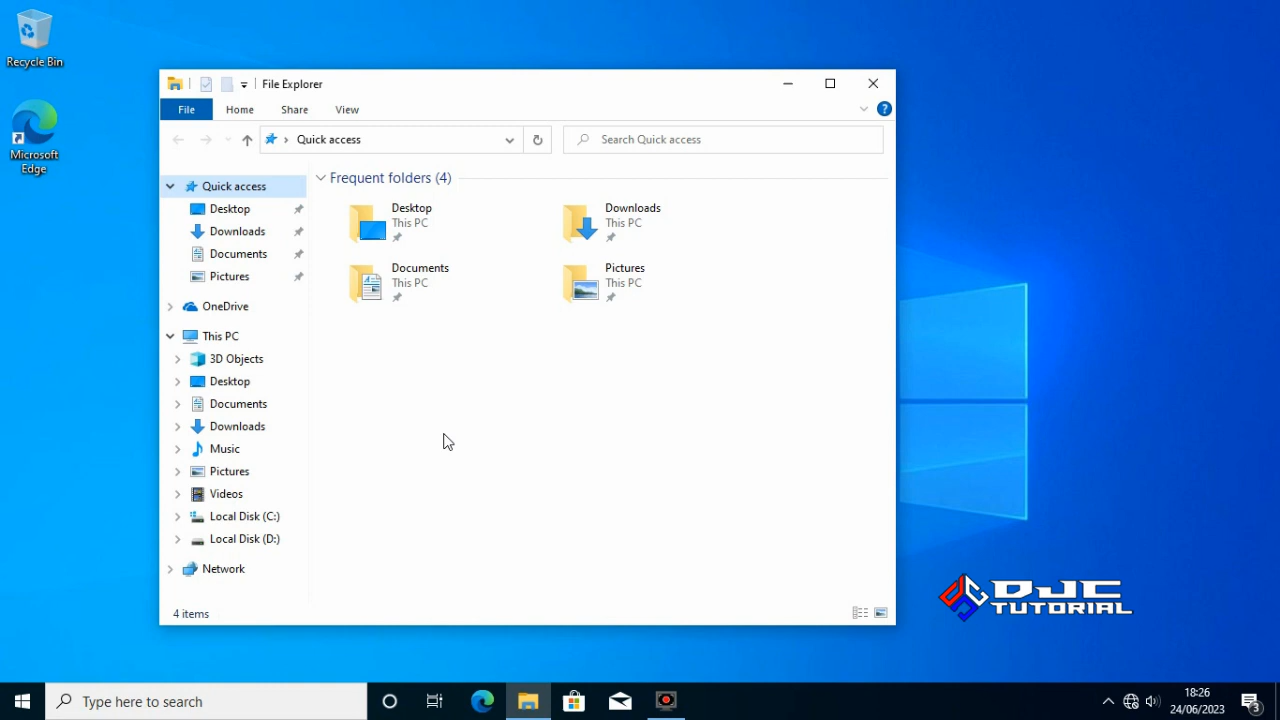 Recycle Bin
Microsoft
Edge
File Explorer
File
Home
Share
View
?
Quick access
Search Quick access
Quick access
Desktop
Downloads
Documents
Pictures
OneDrive
This PC
3D Objects
Desktop
Documents
Downloads
Music
Pictures
Videos
Local Disk (C:)
Local Disk (D:)
Network
Frequent folders (4)
Desktop
This PC
Downloads
This PC
Documents
This PC
Pictures
This PC
4 items
DJC
TUTORIAL
Type here to search
18:26
24/06/2023
3